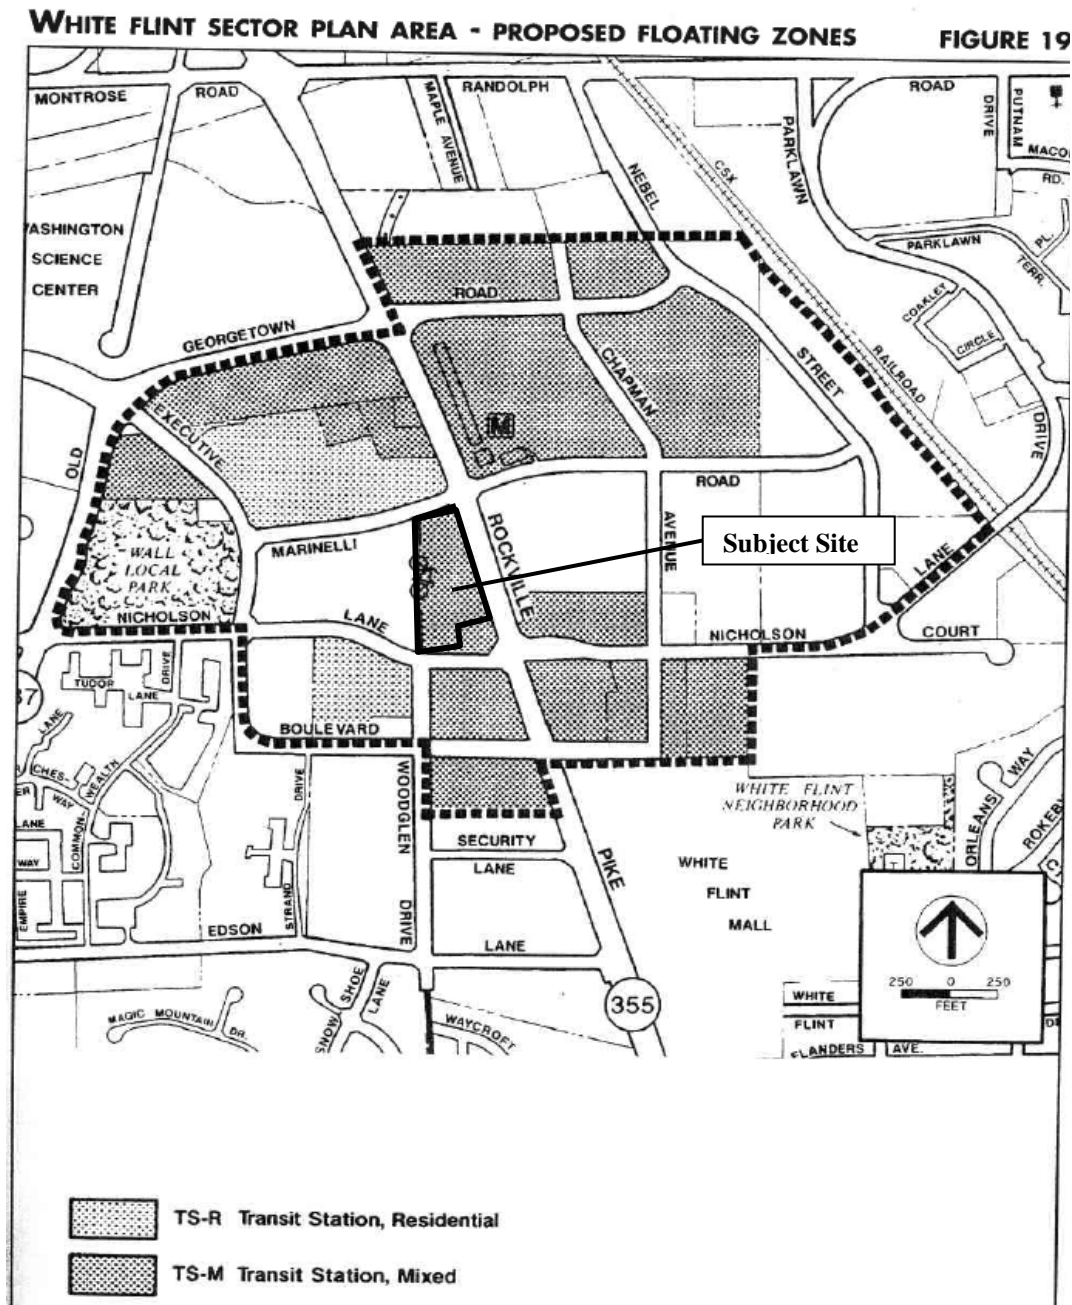 WHITE FLINT SECTOR PLAN AREA - PROPOSED FLOATING ZONES
FIGURE 19
MONTROSE
ROAD
MAPLE AVENUE
RANDOLPH
ROAD
PARKLAWN
DRIVE
PUTNAM
MACO
RD.
NEBEL
CSX
ASHINGTON
SCIENCE
CENTER
PARKLAWN
TERR.
PL.
COAKLEY
CIRCLE
GEORGETOWN
ROAD
CHAPMAN
STREET
RAILROAD
DRIVE
EXECUTIVE
M
OLD
ROAD
MARINELLI
ROCKVILLE
AVENUE
Subject Site
LANE
WALL
LOCAL
PARK
NICHOLSON
LANE
NICHOLSON
COURT
DRIVE
TUDOR
LANE
37
LANE
CHES-
WAY
WEALTH
COMMON
LANE
WAY
EMPIRE
BOULEVARD
DRIVE
STRAND
WOODGLEN
DRIVE
SECURITY
LANE
PIKE
WHITE FLINT
NEIGHBORHOOD
PARK
WHITE
FLINT
MALL
ORLEANS
WAY
ROKEBY
EDSON
LANE
SNOW
SHOE
LANE
MAGIC MOUNTAIN
DR.
WAYCROFT
355
250 0 250
FEET
WHITE
FLINT
FLANDERS
AVE.
TS-R Transit Station, Residential
TS-M Transit Station, Mixed